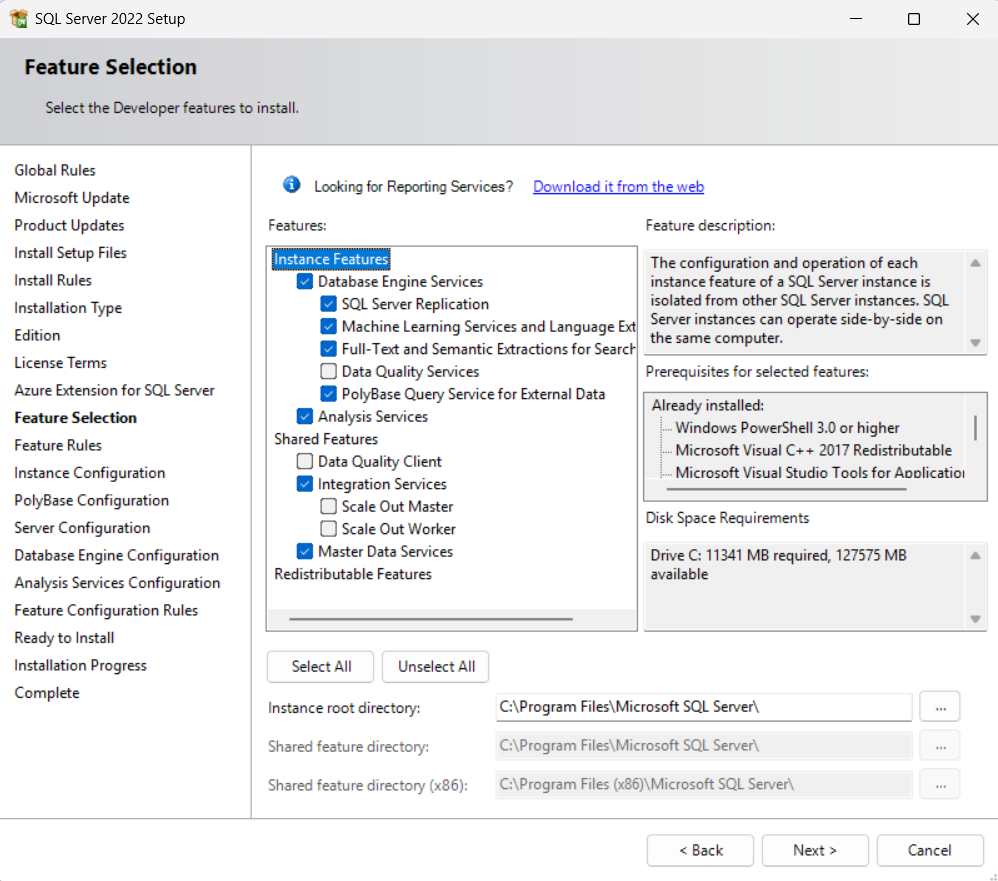 SQL Server 2022 Setup
Feature Selection
Select the Developer features to install.
Global Rules
Microsoft Update
Product Updates
Install Setup Files
Install Rules
Installation Type
Edition
License Terms
Azure Extension for SQL Server
Feature Selection
Feature Rules
Instance Configuration
PolyBase Configuration
Server Configuration
Database Engine Configuration
Analysis Services Configuration
Feature Configuration Rules
Ready to Install
Installation Progress
Complete
Looking for Reporting Services? Download it from the web
Features:
Instance Features
Database Engine Services
SQL Server Replication
Machine Learning Services and Language Ext
Full-Text and Semantic Extractions for Search
Data Quality Services
PolyBase Query Service for External Data
Analysis Services
Shared Features
Data Quality Client
Integration Services
Scale Out Master
Scale Out Worker
Master Data Services
Redistributable Features
Feature description:
The configuration and operation of each
instance feature of a SQL Server instance is
isolated from other SQL Server instances. SQL
Server instances can operate side-by-side on
the same computer.
Prerequisites for selected features:
Already installed:
Windows PowerShell 3.0 or higher
Microsoft Visual C++ 2017 Redistributable
Microsoft Visual Studio Tools for Application
Disk Space Requirements
Drive C: 11341 MB required, 127575 MB
available
Select All
Unselect All
Instance root directory: C:\Program Files\Microsoft SQL Server\ ...
Shared feature directory: C:\Program Files\Microsoft SQL Server\ ...
Shared feature directory (x86): C:\Program Files (x86)\Microsoft SQL Server\ ...
< Back
Next >
Cancel